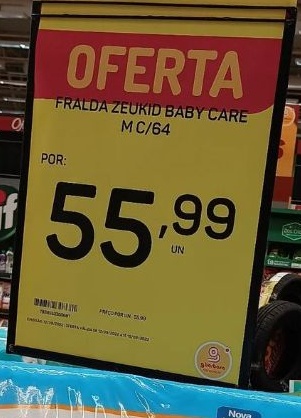 OFERTA
FRALDA ZEUKID BABY CARE
M C/64
POR:
55,99
UN
Nova